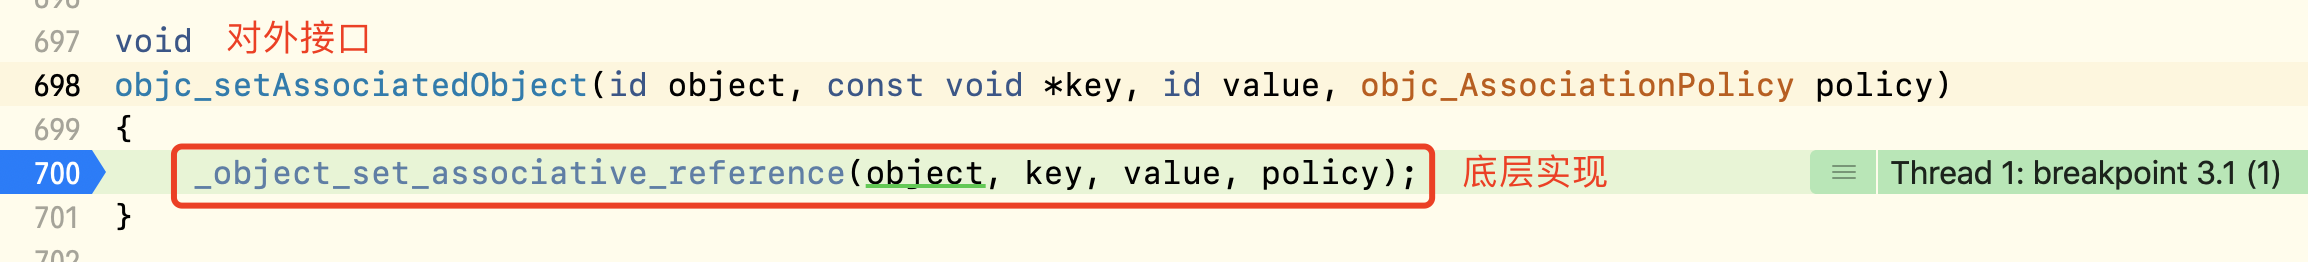 697 void 对外接口
698 objc_setAssociatedObject(id object, const void *key, id value, objc_AssociationPolicy policy)
699 {
700 _object_set_associative_reference(object, key, value, policy); 底层实现 Thread 1: breakpoint 3.1 (1)
701 }